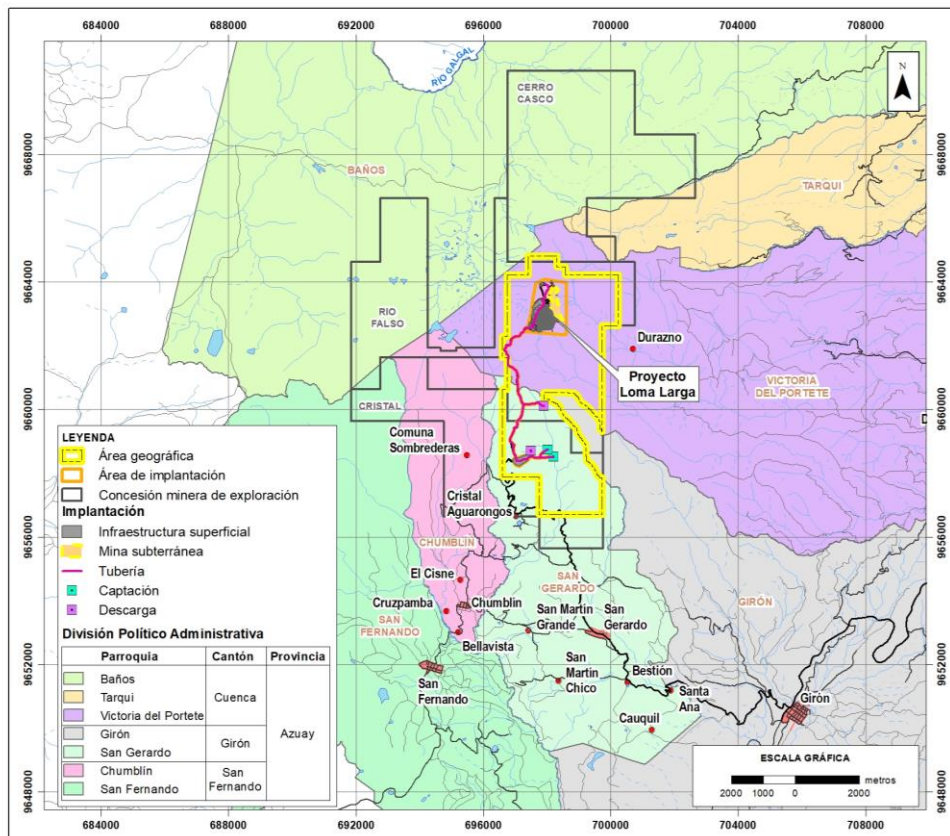 684000
688000
692000
696000
700000
704000
708000
9668000
9664000
9660000
9656000
9652000
9648000
9668000
9664000
9660000
9656000
9652000
9648000
N
RIO GALGAL
CERRO
CASCO
BAÑOS
TARQUI
RIO
FALSO
Durazno
Proyecto
Loma Larga
VICTORIA
DEL PORTETE
CRISTAL
Comuna
Sombrederas
Cristal
Aguarongos
CHUMBLIN
El Cisne
SAN
GERARDO
GIRÓN
Cruzpamba
Chumblin
San Martin
Grande
San
Gerardo
SAN
FERNANDO
Bellavista
San
Fernando
San
Martin
Chico
Bestión
Santa
Ana
Girón
Cauquil
LEYENDA
Área geográfica
Área de implantación
Concesión minera de exploración
Implantación
Infraestructura superficial
Mina subterránea
Tubería
Captación
Descarga
División Político Administrativa
Parroquia Cantón Provincia
Baños
Tarqui
Victoria del Portete
Cuenca
Girón
San Gerardo
Girón
Chumblín
San Fernando
San
Fernando
Azuay
ESCALA GRÁFICA
2000 1000 0 2000 metros
684000
688000
692000
696000
700000
704000
708000